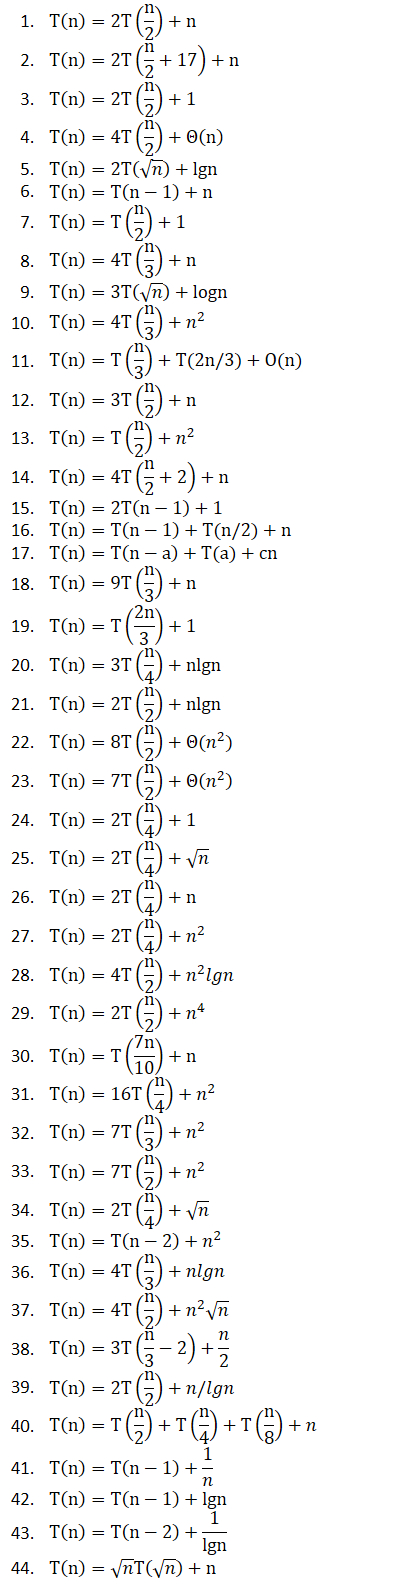 1. T(n) = 2T(n/2) + n
2. T(n) = 2T(n/2 + 17) + n
3. T(n) = 2T(n/2) + 1
4. T(n) = 4T(n/2) + Θ(n)
5. T(n) = 2T(√n) + lgn
6. T(n) = T(n − 1) + n
7. T(n) = T(n/2) + 1
8. T(n) = 4T(n/3) + n
9. T(n) = 3T(√n) + logn
10. T(n) = 4T(n/3) + n²
11. T(n) = T(n/3) + T(2n/3) + O(n)
12. T(n) = 3T(n/2) + n
13. T(n) = T(n/2) + n²
14. T(n) = 4T(n/2 + 2) + n
15. T(n) = 2T(n − 1) + 1
16. T(n) = T(n − 1) + T(n/2) + n
17. T(n) = T(n − a) + T(a) + cn
18. T(n) = 9T(n/3) + n
19. T(n) = T(2n/3) + 1
20. T(n) = 3T(n/4) + nlgn
21. T(n) = 2T(n/2) + nlgn
22. T(n) = 8T(n/2) + Θ(n²)
23. T(n) = 7T(n/2) + Θ(n²)
24. T(n) = 2T(n/4) + 1
25. T(n) = 2T(n/4) + √n
26. T(n) = 2T(n/4) + n
27. T(n) = 2T(n/4) + n²
28. T(n) = 4T(n/2) + n²lgn
29. T(n) = 2T(n/2) + n⁴
30. T(n) = T(7n/10) + n
31. T(n) = 16T(n/4) + n²
32. T(n) = 7T(n/3) + n²
33. T(n) = 7T(n/2) + n²
34. T(n) = 2T(n/4) + √n
35. T(n) = T(n − 2) + n²
36. T(n) = 4T(n/3) + nlgn
37. T(n) = 4T(n/2) + n²√n
38. T(n) = 3T(n/3 − 2) + n/2
39. T(n) = 2T(n/2) + n/lgn
40. T(n) = T(n/2) + T(n/4) + T(n/8) + n
41. T(n) = T(n − 1) + 1/n
42. T(n) = T(n − 1) + lgn
43. T(n) = T(n − 2) + 1/lgn
44. T(n) = √nT(√n) + n